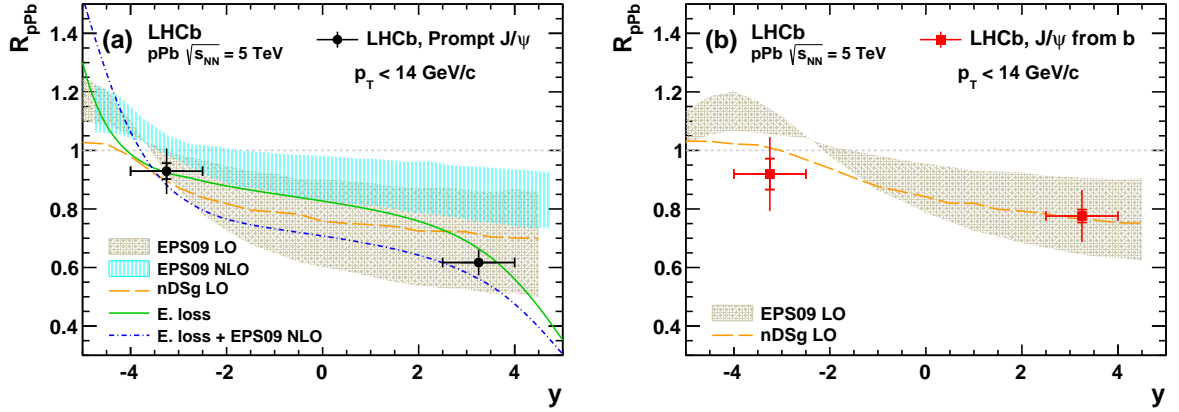 R_pPb
1.4
1.2
1
0.8
0.6
0.4
(a)
LHCb
pPb √s_NN = 5 TeV
LHCb, Prompt J/ψ
p_T < 14 GeV/c
EPS09 LO
EPS09 NLO
nDSg LO
E. loss
E. loss + EPS09 NLO
-4 -2 0 2 4
y
R_pPb
1.4
1.2
1
0.8
0.6
0.4
(b)
LHCb
pPb √s_NN = 5 TeV
LHCb, J/ψ from b
p_T < 14 GeV/c
EPS09 LO
nDSg LO
-4 -2 0 2 4
y